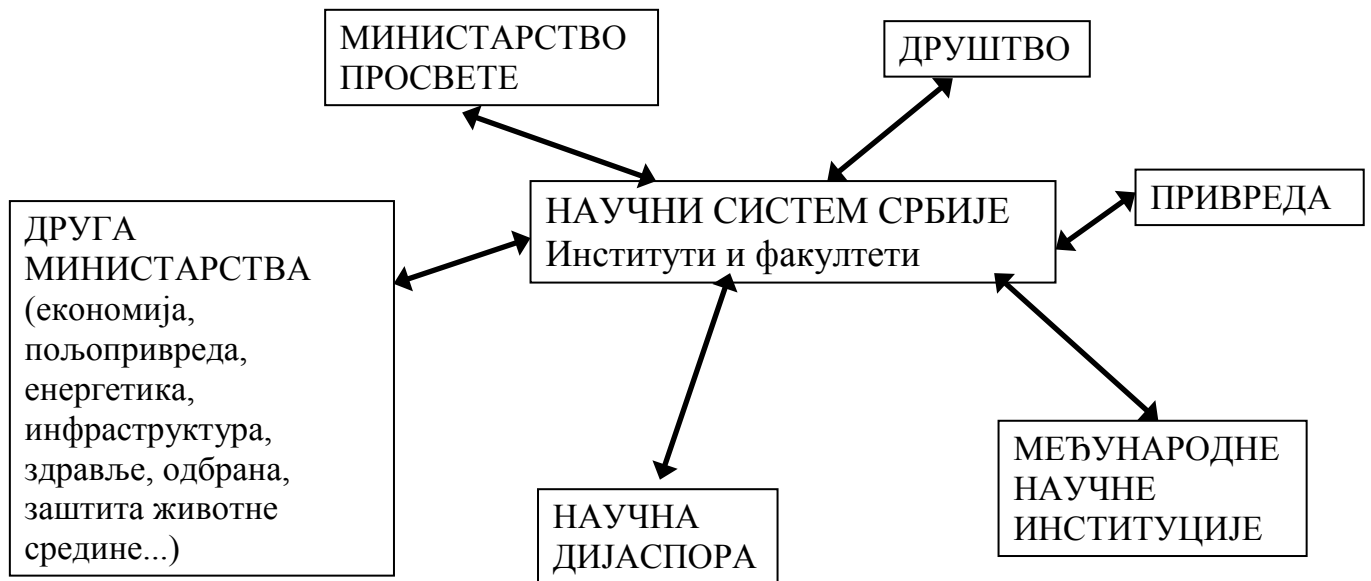 МИНИСТАРСТВО
ПРОСВЕТЕ
ДРУШТВО
НАУЧНИ СИСТЕМ СРБИЈЕ
Институти и факултети
ПРИВРЕДА
ДРУГА
МИНИСТАРСТВА
(економија,
пољопривреда,
енергетика,
инфраструктура,
здравље, одбрана,
заштита животне
средине...)
НАУЧНА
ДИЈАСПОРА
МЕЂУНАРОДНЕ
НАУЧНЕ
ИНСТИТУЦИЈЕ